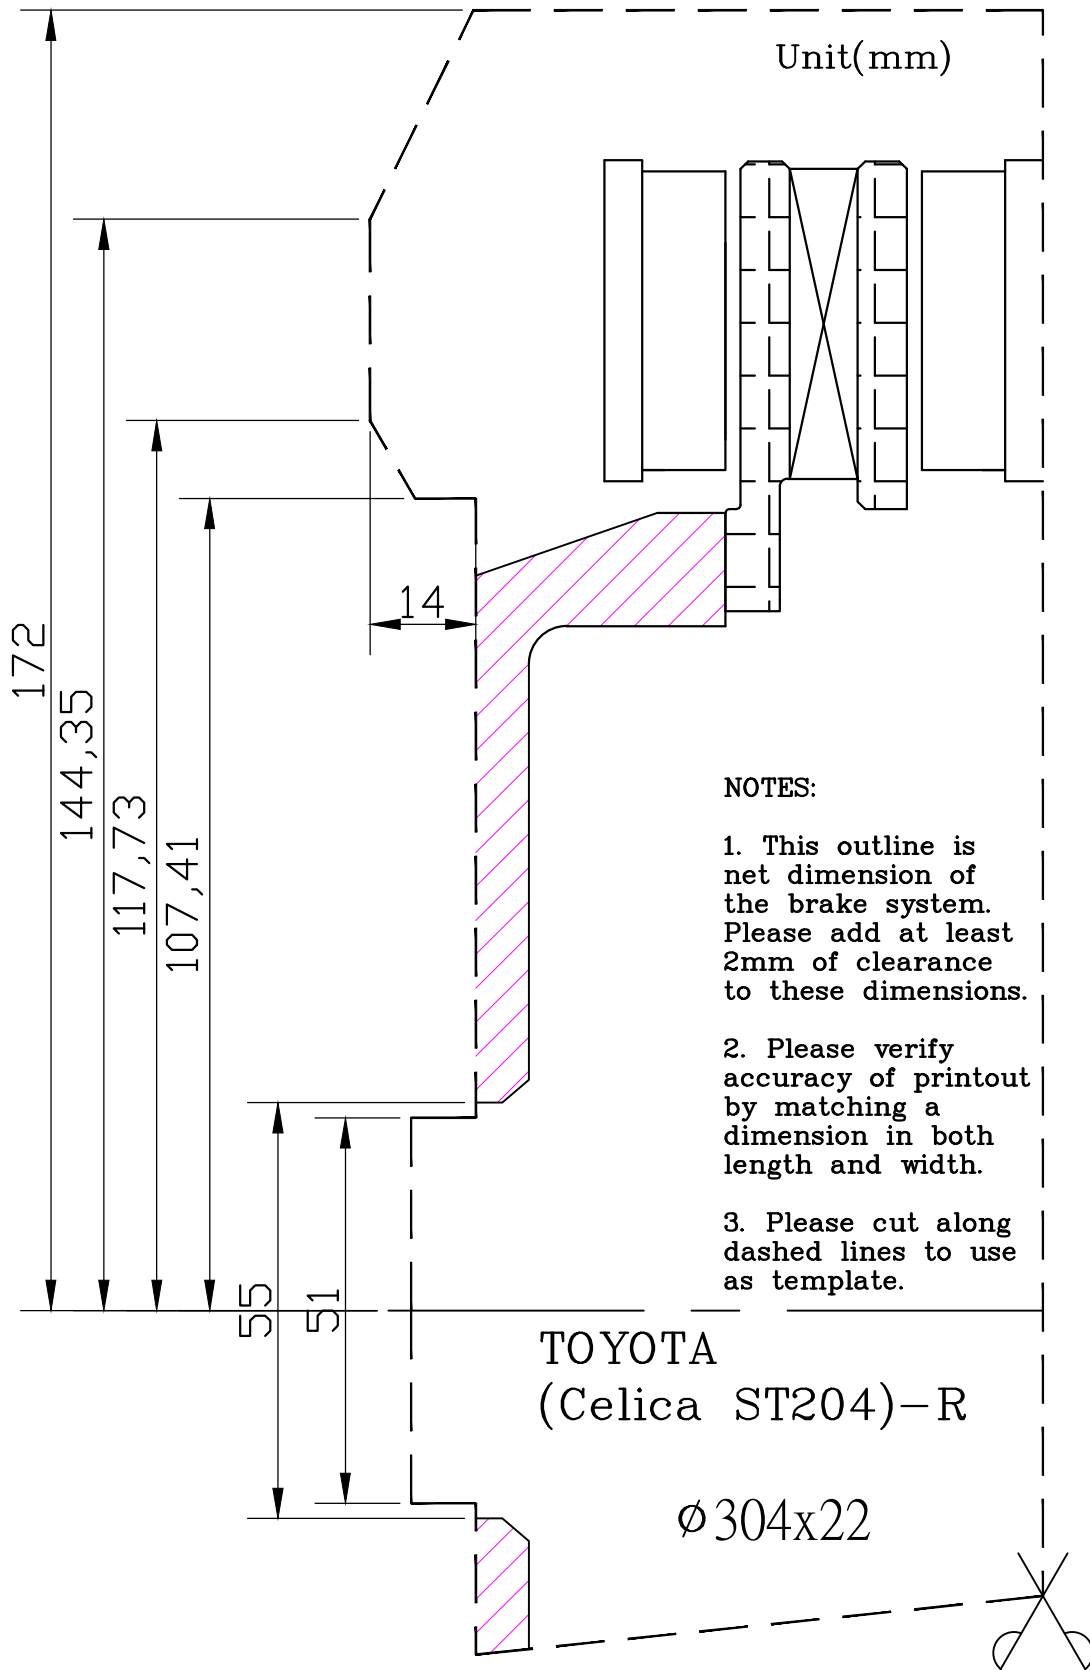 Unit(mm)
14
172
144,35
117,73
107,41
NOTES:
1. This outline is
net dimension of
the brake system.
Please add at least
2mm of clearance
to these dimensions.
2. Please verify
accuracy of printout
by matching a
dimension in both
length and width.
3. Please cut along
dashed lines to use
as template.
55
51
TOYOTA
(Celica ST204)-R
Ø304x22